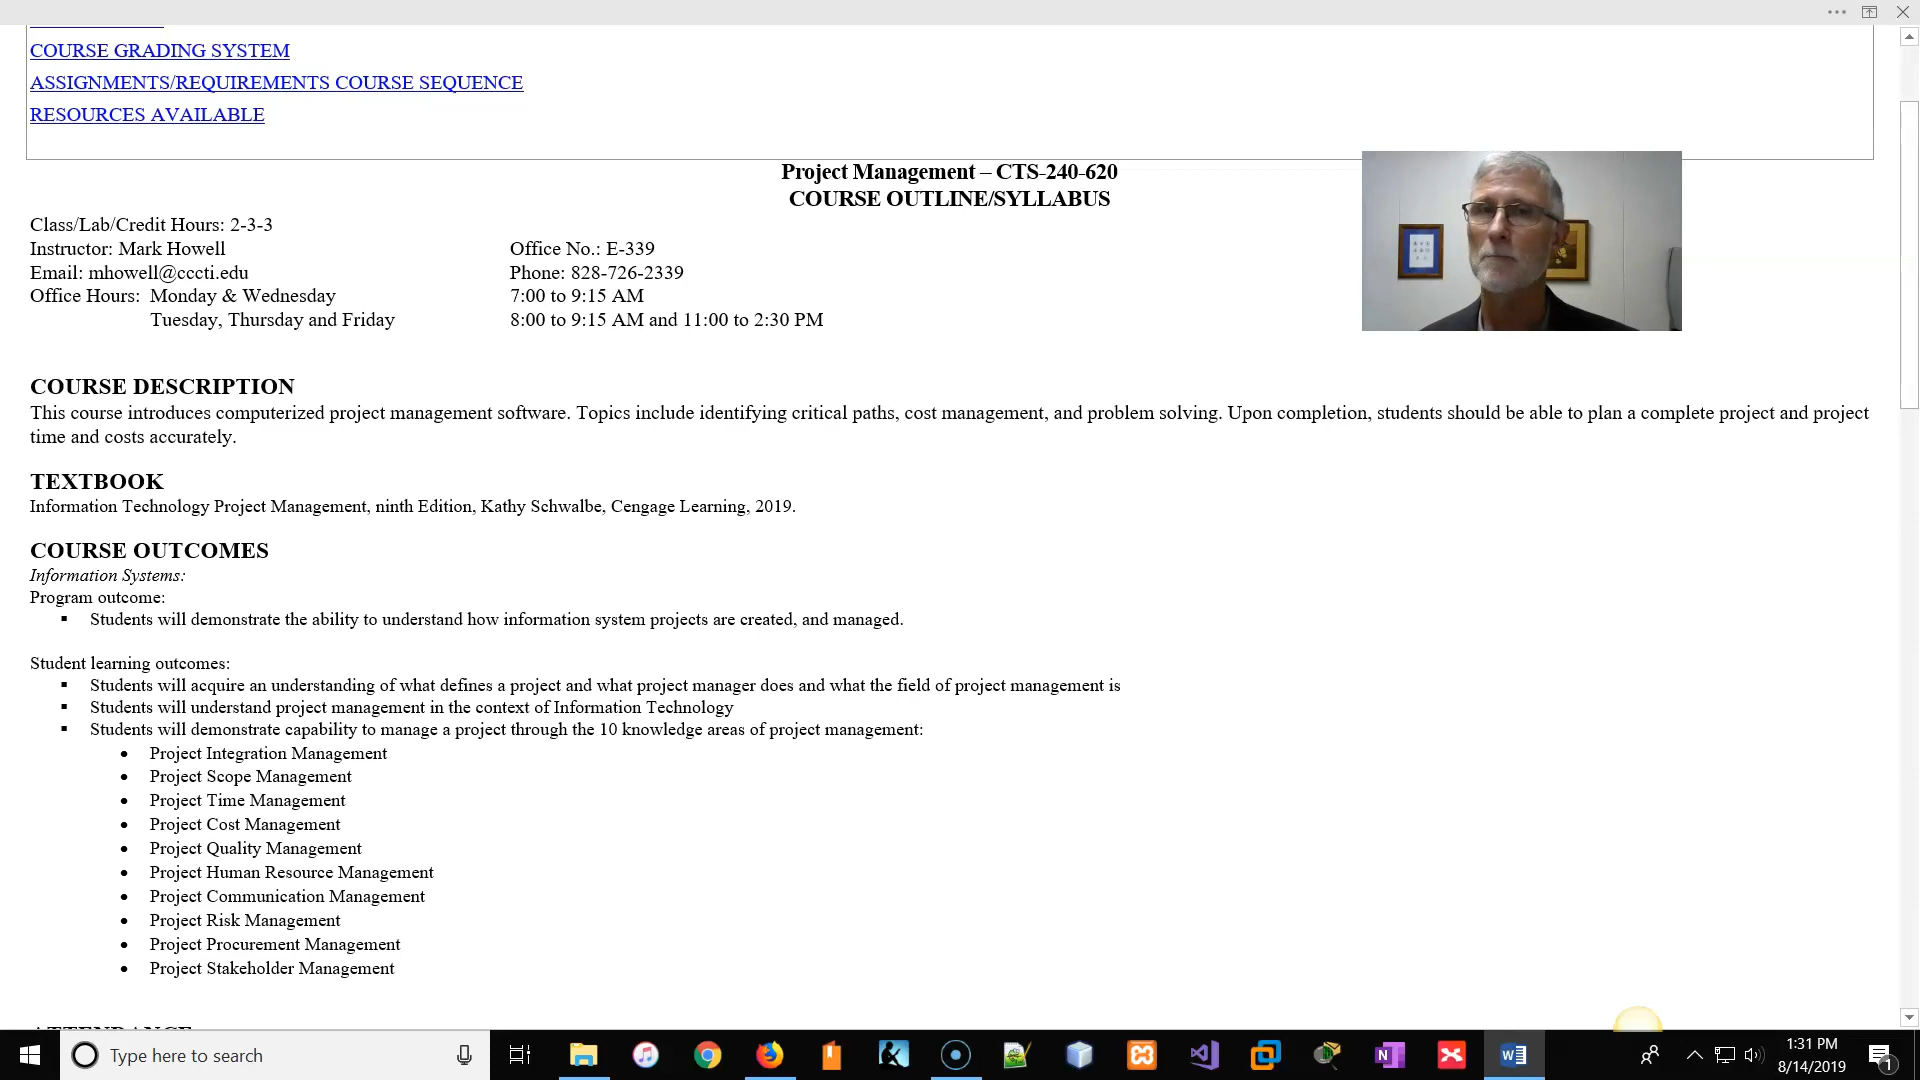 COURSE GRADING SYSTEM
ASSIGNMENTS/REQUIREMENTS COURSE SEQUENCE
RESOURCES AVAILABLE
Project Management – CTS-240-620
COURSE OUTLINE/SYLLABUS
Class/Lab/Credit Hours: 2-3-3
Instructor: Mark Howell Office No.: E-339
Email: mhowell@cccti.edu Phone: 828-726-2339
Office Hours: Monday & Wednesday 7:00 to 9:15 AM
Tuesday, Thursday and Friday 8:00 to 9:15 AM and 11:00 to 2:30 PM
COURSE DESCRIPTION
This course introduces computerized project management software. Topics include identifying critical paths, cost management, and problem solving. Upon completion, students should be able to plan a complete project and project
time and costs accurately.
TEXTBOOK
Information Technology Project Management, ninth Edition, Kathy Schwalbe, Cengage Learning, 2019.
COURSE OUTCOMES
Information Systems:
Program outcome:
▪ Students will demonstrate the ability to understand how information system projects are created, and managed.
Student learning outcomes:
▪ Students will acquire an understanding of what defines a project and what project manager does and what the field of project management is
▪ Students will understand project management in the context of Information Technology
▪ Students will demonstrate capability to manage a project through the 10 knowledge areas of project management:
• Project Integration Management
• Project Scope Management
• Project Time Management
• Project Cost Management
• Project Quality Management
• Project Human Resource Management
• Project Communication Management
• Project Risk Management
• Project Procurement Management
• Project Stakeholder Management
ATTENDANCE
Type here to search
1:31 PM
8/14/2019
1